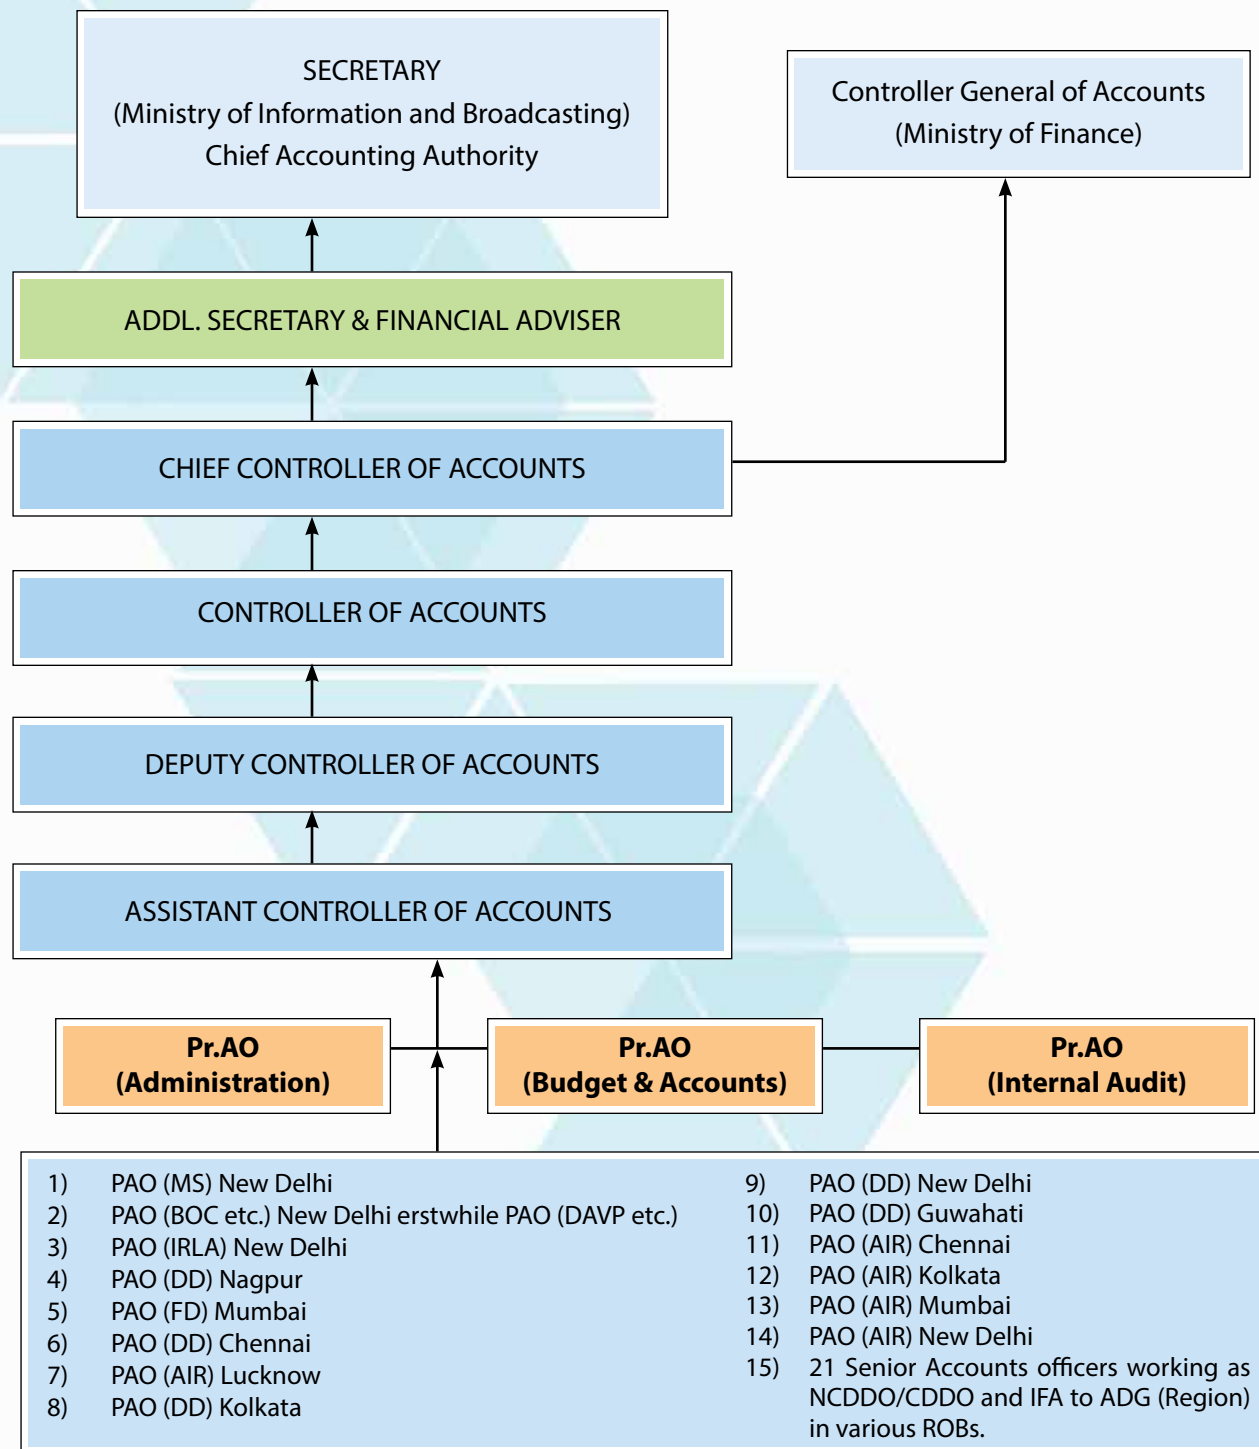 SECRETARY
(Ministry of Information and Broadcasting)
Chief Accounting Authority
Controller General of Accounts
(Ministry of Finance)
ADDL. SECRETARY & FINANCIAL ADVISER
CHIEF CONTROLLER OF ACCOUNTS
CONTROLLER OF ACCOUNTS
DEPUTY CONTROLLER OF ACCOUNTS
ASSISTANT CONTROLLER OF ACCOUNTS
Pr.AO
(Administration)
Pr.AO
(Budget & Accounts)
Pr.AO
(Internal Audit)
1) PAO (MS) New Delhi
2) PAO (BOC etc.) New Delhi erstwhile PAO (DAVP etc.)
3) PAO (IRLA) New Delhi
4) PAO (DD) Nagpur
5) PAO (FD) Mumbai
6) PAO (DD) Chennai
7) PAO (AIR) Lucknow
8) PAO (DD) Kolkata
9) PAO (DD) New Delhi
10) PAO (DD) Guwahati
11) PAO (AIR) Chennai
12) PAO (AIR) Kolkata
13) PAO (AIR) Mumbai
14) PAO (AIR) New Delhi
15) 21 Senior Accounts officers working as
NCDDO/CDDO and IFA to ADG (Region)
in various ROBs.